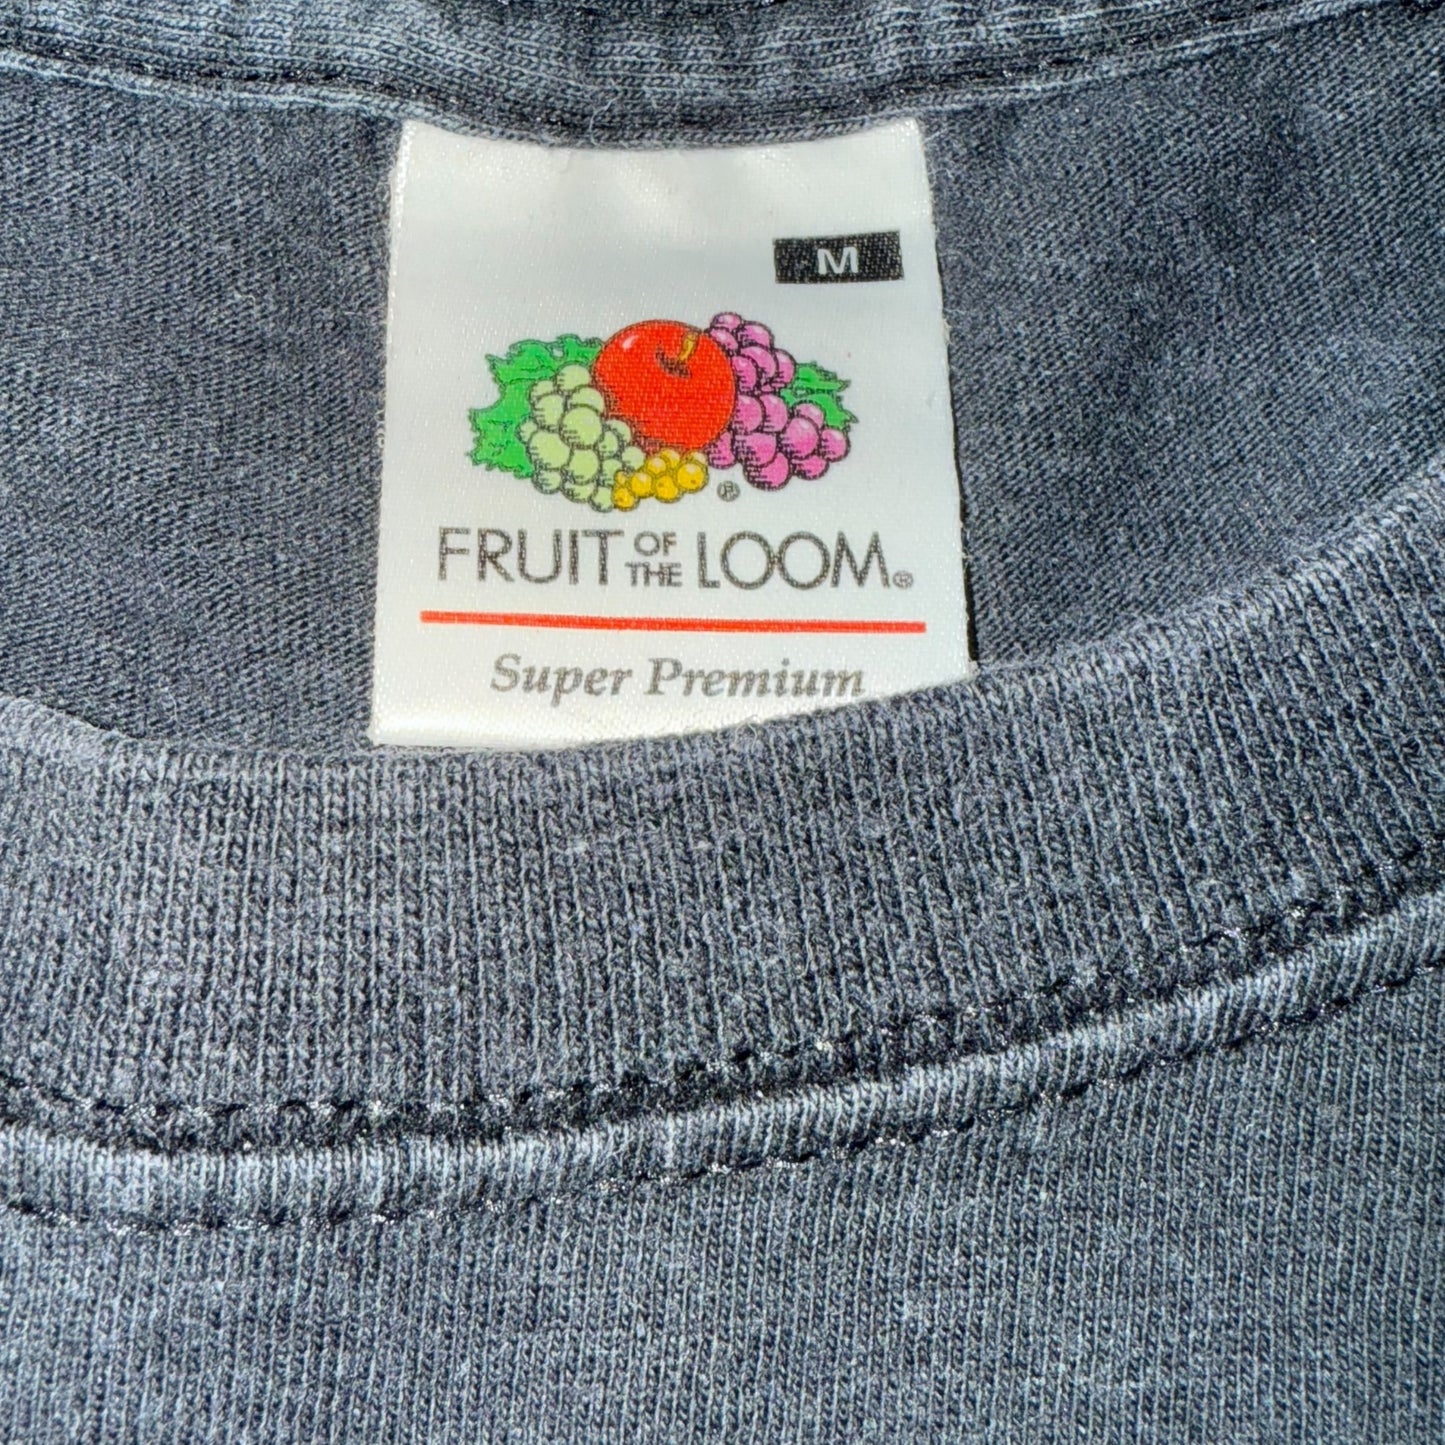 M
®
FRUIT OF THE LOOM®
Super Premium